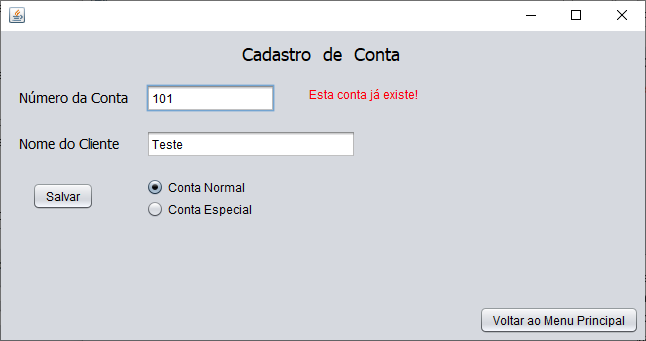 Cadastro de Conta
Número da Conta 101 Esta conta já existe!
Nome do Cliente Teste
Salvar Conta Normal
Conta Especial
Voltar ao Menu Principal